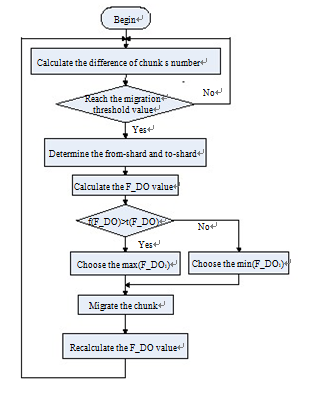 Begin
Calculate the difference of chunk s number
No
Reach the migration
threshold value
Yes
Determine the from-shard and to-shard
Calculate the F_DO value
f(F_DO)>t(F_DO)
No
Yes
Choose the max(F_DOi)
Choose the min(F_DOi)
Migrate the chunk
Recalculate the F_DO value